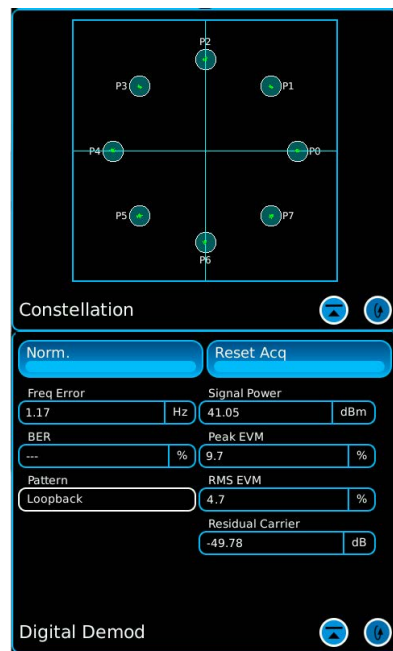 P2
P3 P1
P4 P0
P5 P7
P6
Constellation
Norm. Reset Acq
Freq Error Signal Power
1.17 Hz 41.05 dBm
BER Peak EVM
--- % 9.7 %
Pattern RMS EVM
Loopback 4.7 %
Residual Carrier
-49.78 dB
Digital Demod